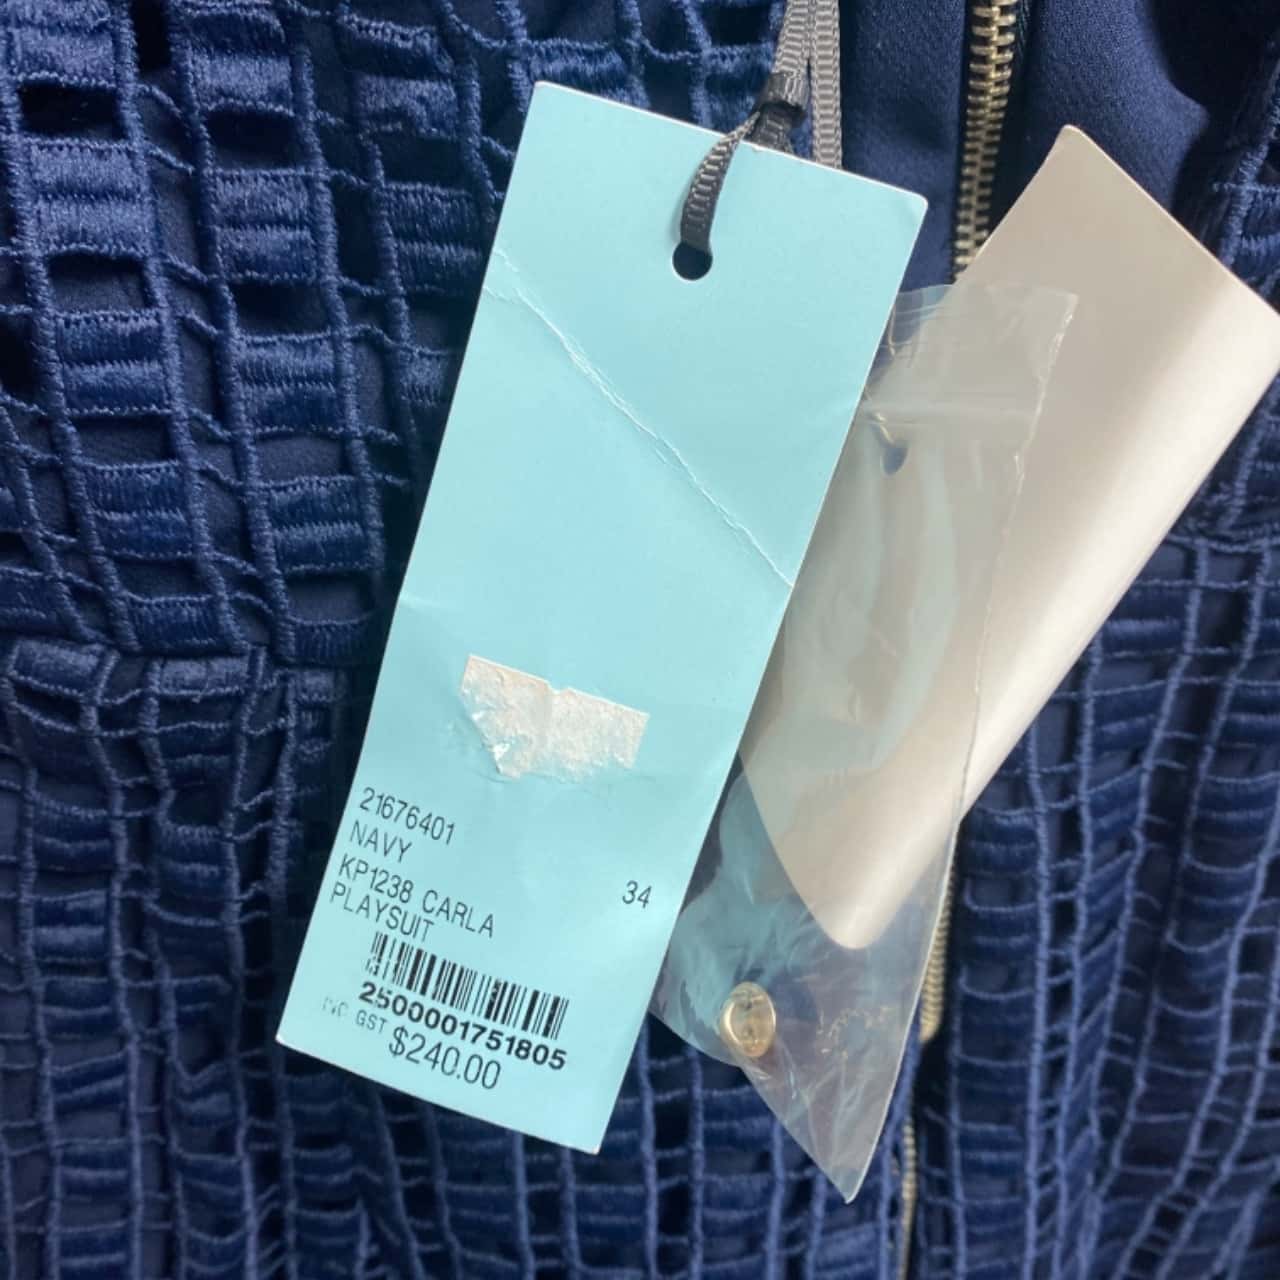 21676401
NAVY
KP1238 CARLA 34
PLAYSUIT
2500001751805
INC GST $240.00